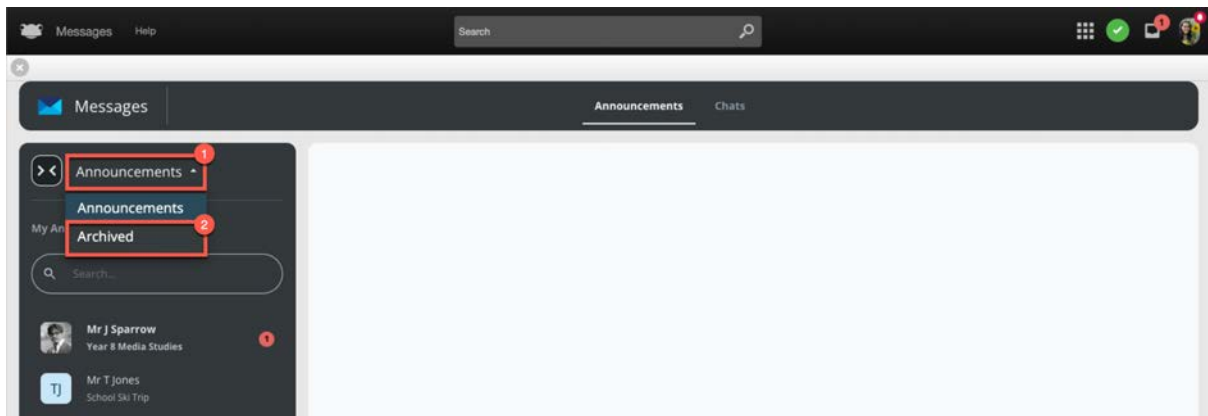 Messages Help Search 1
Messages Announcements Chats
1
Announcements
Announcements
2
My An
Archived
Search...
Mr J Sparrow
Year 8 Media Studies
1
TJ
Mr T Jones
School Ski Trip